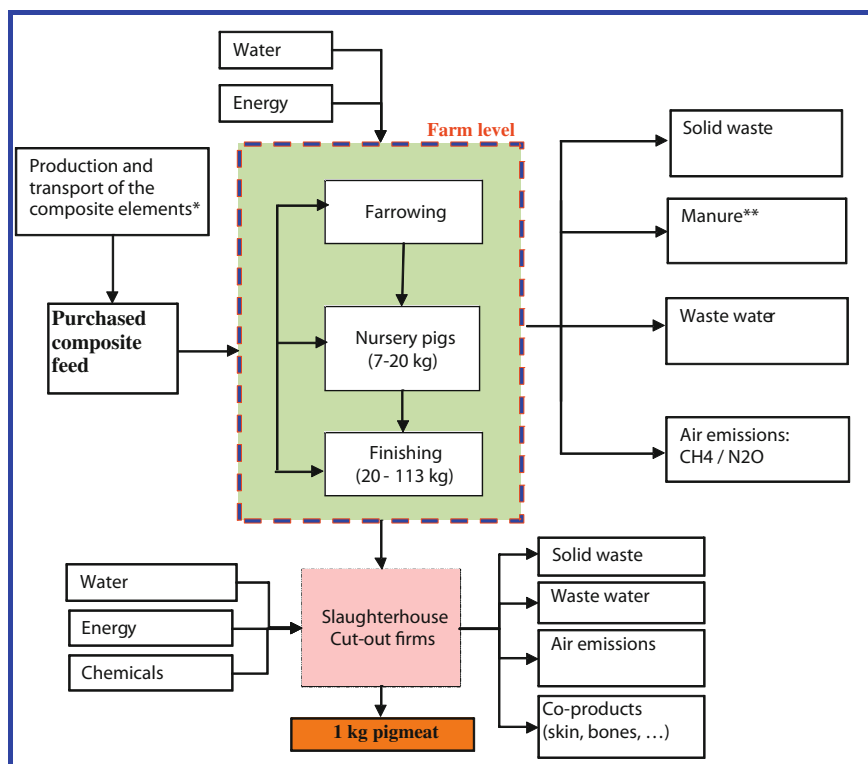 Water
Energy
Farm level
Production and
transport of the
composite elements*
Purchased
composite
feed
Farrowing
Nursery pigs
(7-20 kg)
Finishing
(20 - 113 kg)
Solid waste
Manure**
Waste water
Air emissions:
CH4 / N2O
Water
Energy
Chemicals
Slaughterhouse
Cut-out firms
Solid waste
Waste water
Air emissions
Co-products
(skin, bones, …)
1 kg pigmeat